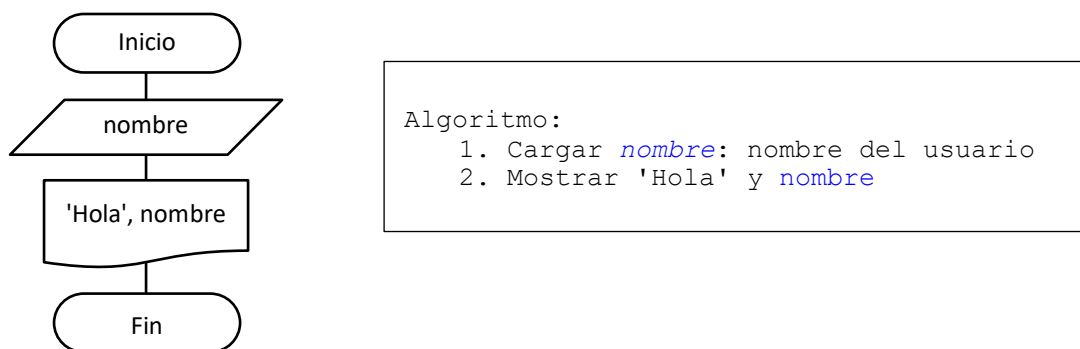 Inicio
nombre
'Hola', nombre
Fin
Algoritmo:
1. Cargar nombre: nombre del usuario
2. Mostrar 'Hola' y nombre